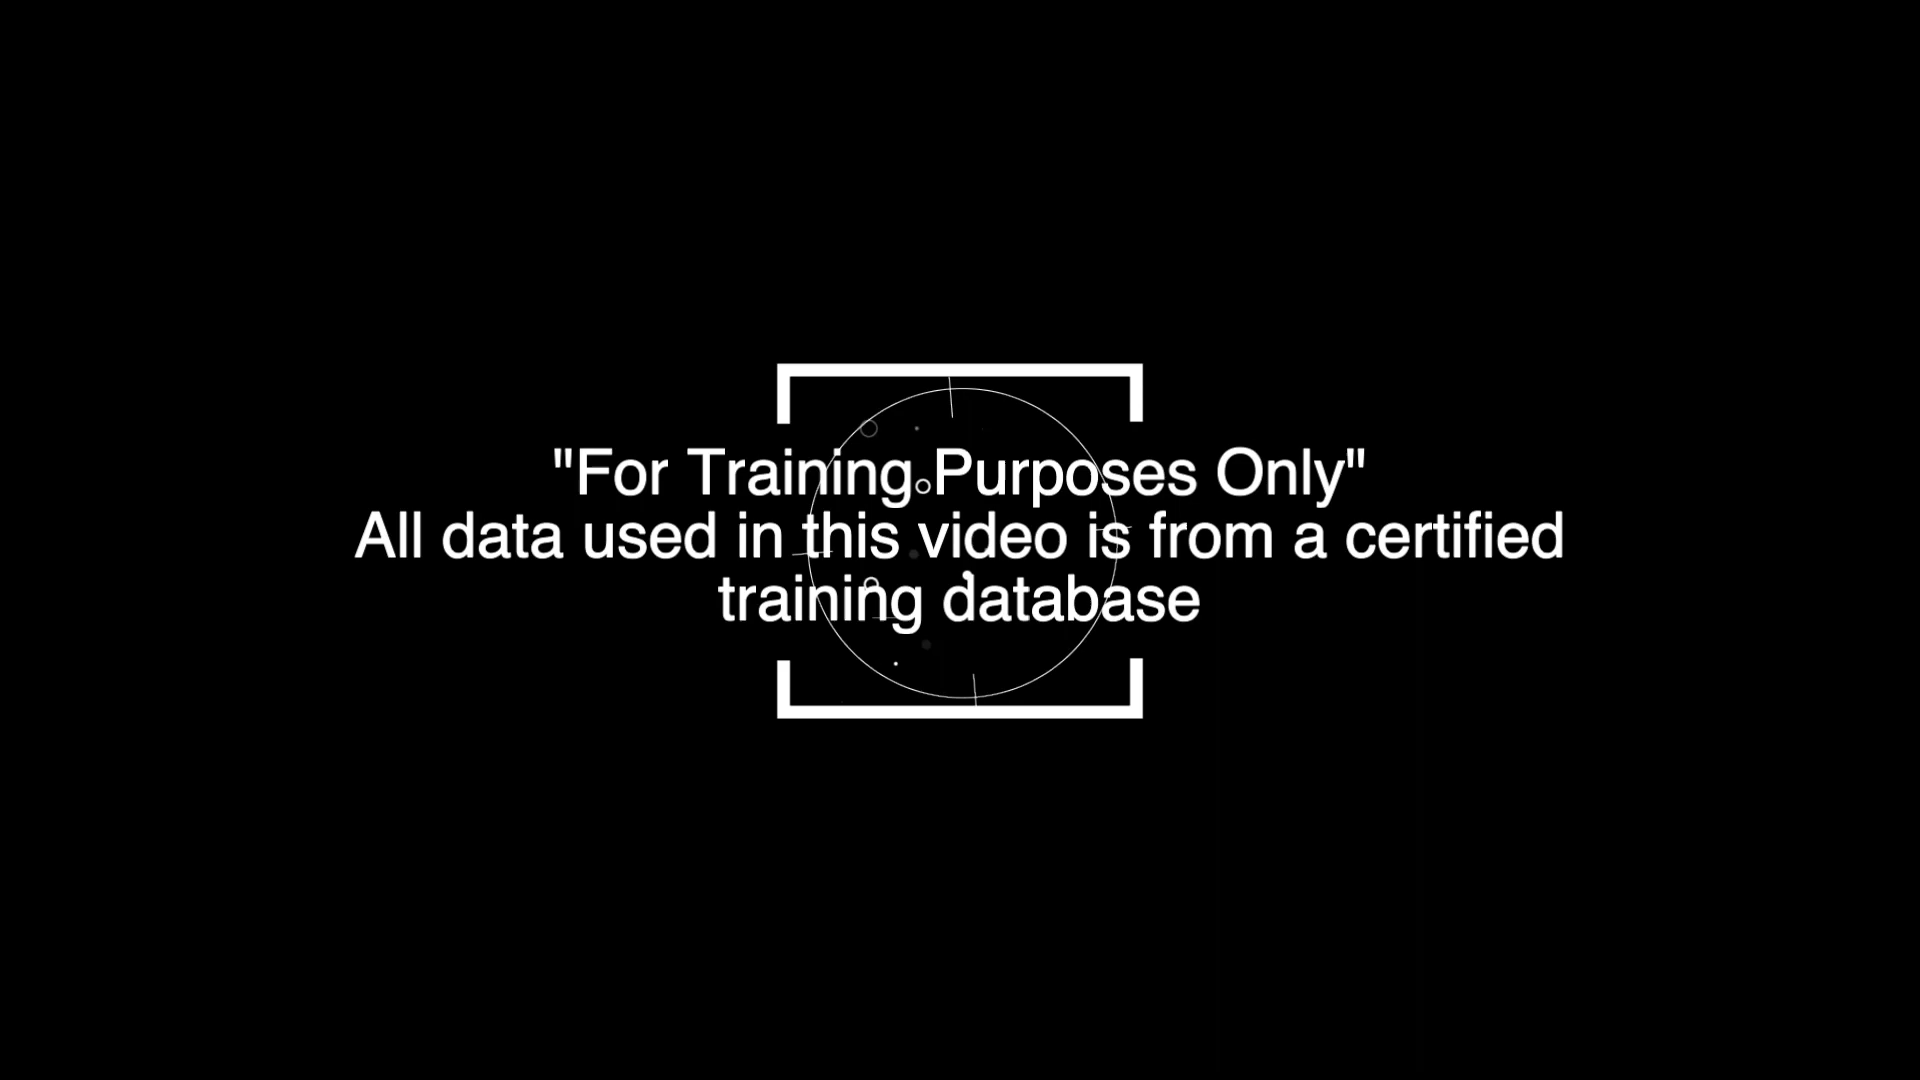 "For Training Purposes Only"
All data used in this video is from a certified
training database